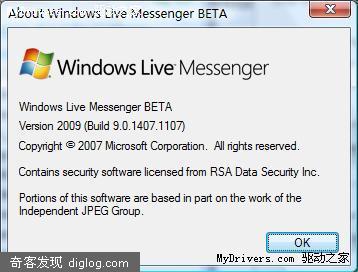 About Windows Live Messenger BETA
Windows Live™ Messenger
Windows Live Messenger BETA
Version 2009 (Build 9.0.1407.1107)
Copyright © 2007 Microsoft Corporation. All rights reserved.
Contains security software licensed from RSA Data Security Inc.
Portions of this software are based in part on the work of the
Independent JPEG Group.
OK
奇客发现 diglog.com
MyDrivers.com 驱动之家